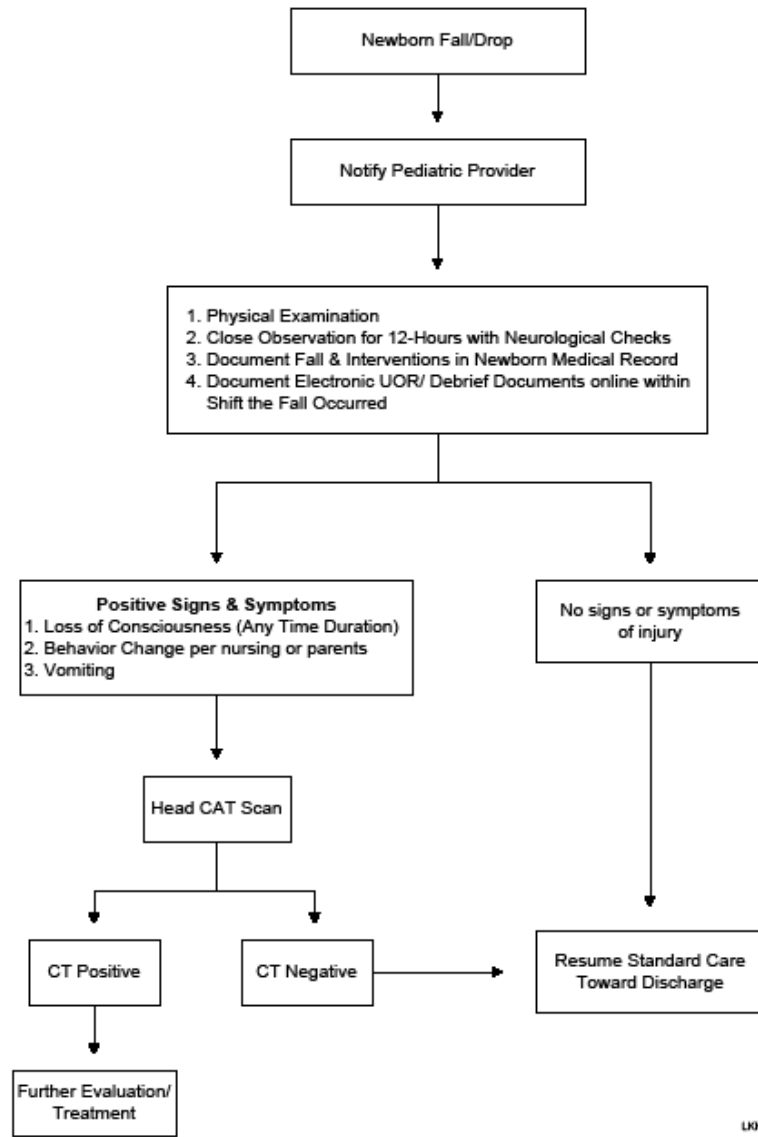 Newborn Fall/Drop
Notify Pediatric Provider
1. Physical Examination
2. Close Observation for 12-Hours with Neurological Checks
3. Document Fall & Interventions in Newborn Medical Record
4. Document Electronic UOR/ Debrief Documents online within
Shift the Fall Occurred
Positive Signs & Symptoms
1. Loss of Consciousness (Any Time Duration)
2. Behavior Change per nursing or parents
3. Vomiting
No signs or symptoms
of injury
Head CAT Scan
CT Positive
CT Negative
Resume Standard Care
Toward Discharge
Further Evaluation/
Treatment